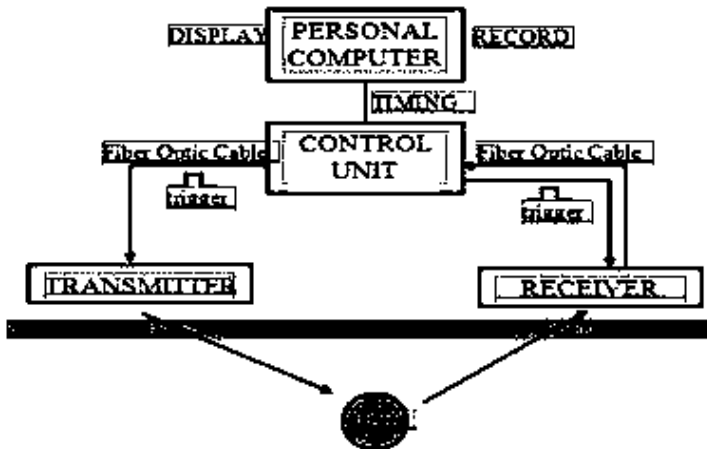 DISPLAY
PERSONAL
COMPUTER
RECORD
TIMING
Fiber Optic Cable
CONTROL
UNIT
Fiber Optic Cable
trigger
trigger
TRANSMITTER
RECEIVER